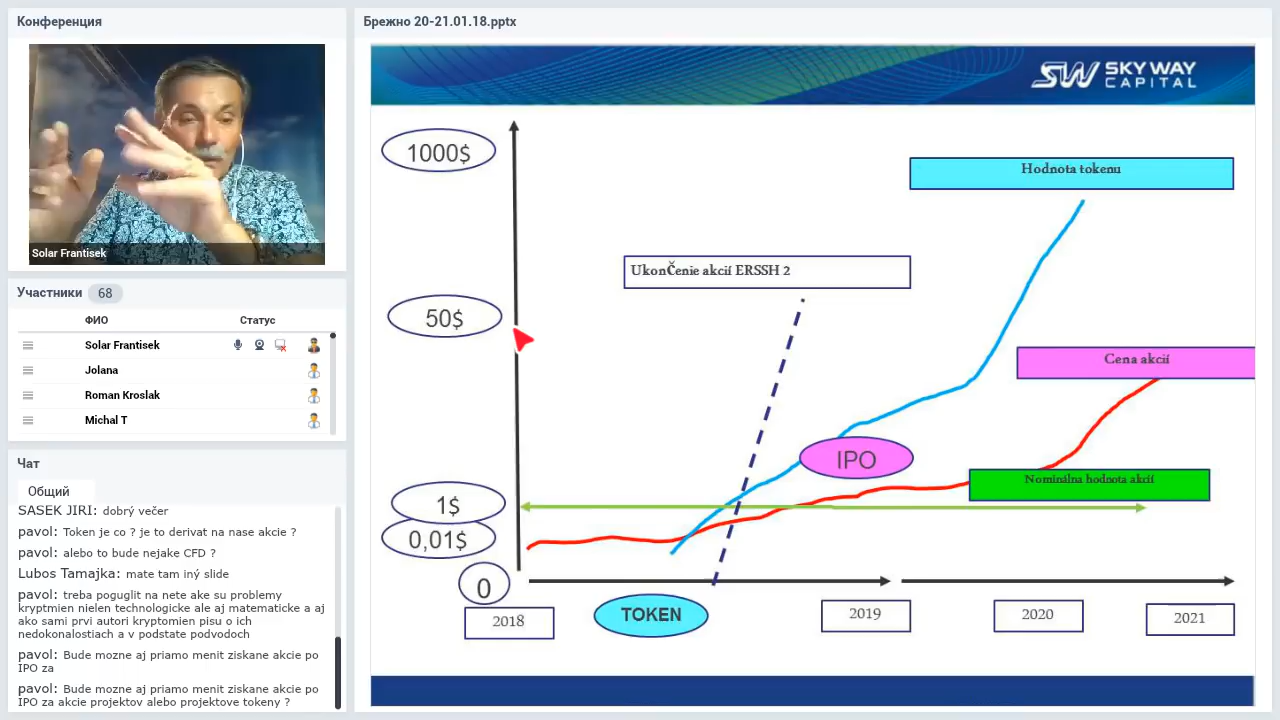 Конференция
Solar Frantisek
Участники 68
ФИО Статус
Solar Frantisek
Jolana
Roman Kroslak
Michal T
Чат
Общий
SASEK JIRI: dobrý večer
pavol: Token je co ? je to derivat na nase akcie ?
pavol: alebo to bude nejake CFD ?
Lubos Tamajka: mate tam iný slide
pavol: treba poguglit na nete ake su problemy
kryptmien nielen technologicke ale aj matematicke a aj
ako sami prvi autori kryptomien pisu o ich
nedokonalostiach a v podstate podvodoch
pavol: Bude mozne aj priamo menit ziskane akcie po
IPO za
pavol: Bude mozne aj priamo menit ziskane akcie po
IPO za akcie projektov alebo projektove tokeny ?
Брежно 20-21.01.18.pptx
SW SKY WAY
CAPITAL
1000$
Hodnota tokenu
UkonČenie akcií ERSSH 2
50$
Cena akcií
IPO
Nominálna hodnota akcií
1$
0,01$
0
2018
TOKEN
2019
2020
2021